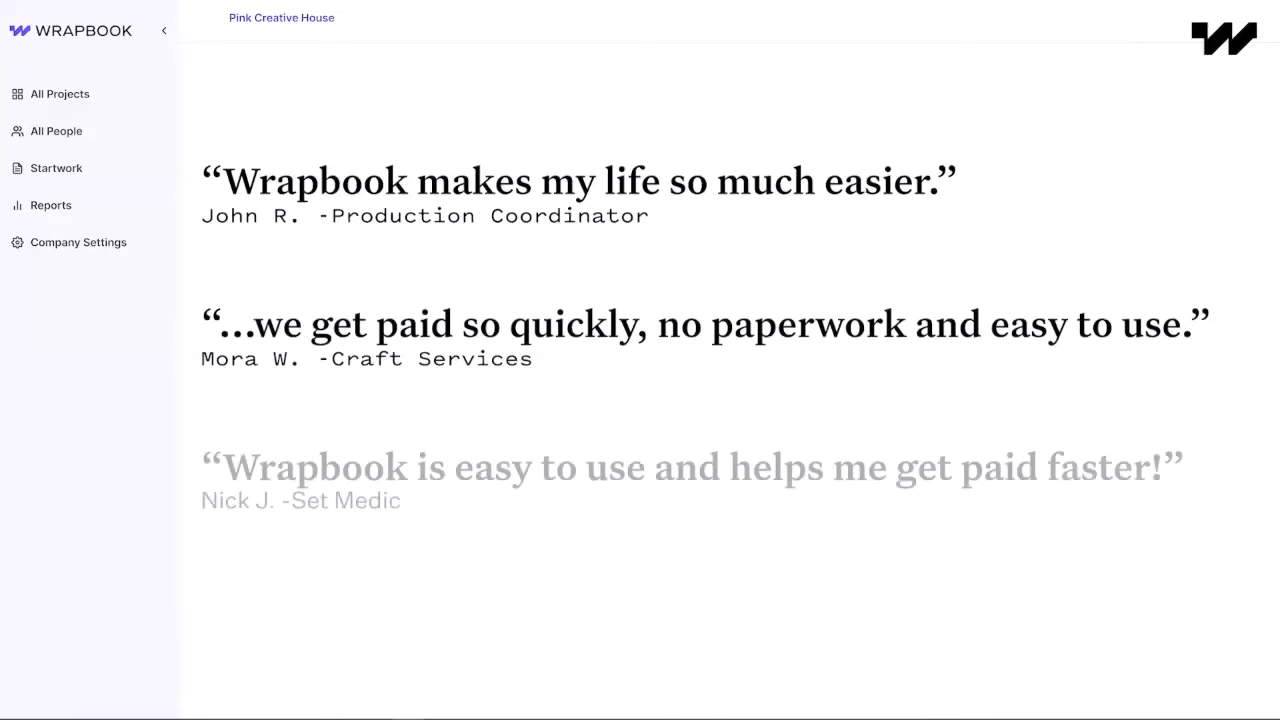 Pink Creative House
WRAPBOOK
All Projects
All People
Startwork
Reports
Company Settings
“Wrapbook makes my life so much easier.”
John R. -Production Coordinator
“...we get paid so quickly, no paperwork and easy to use.”
Mora W. -Craft Services
“Wrapbook is easy to use and helps me get paid faster!”
Nick J. -Set Medic